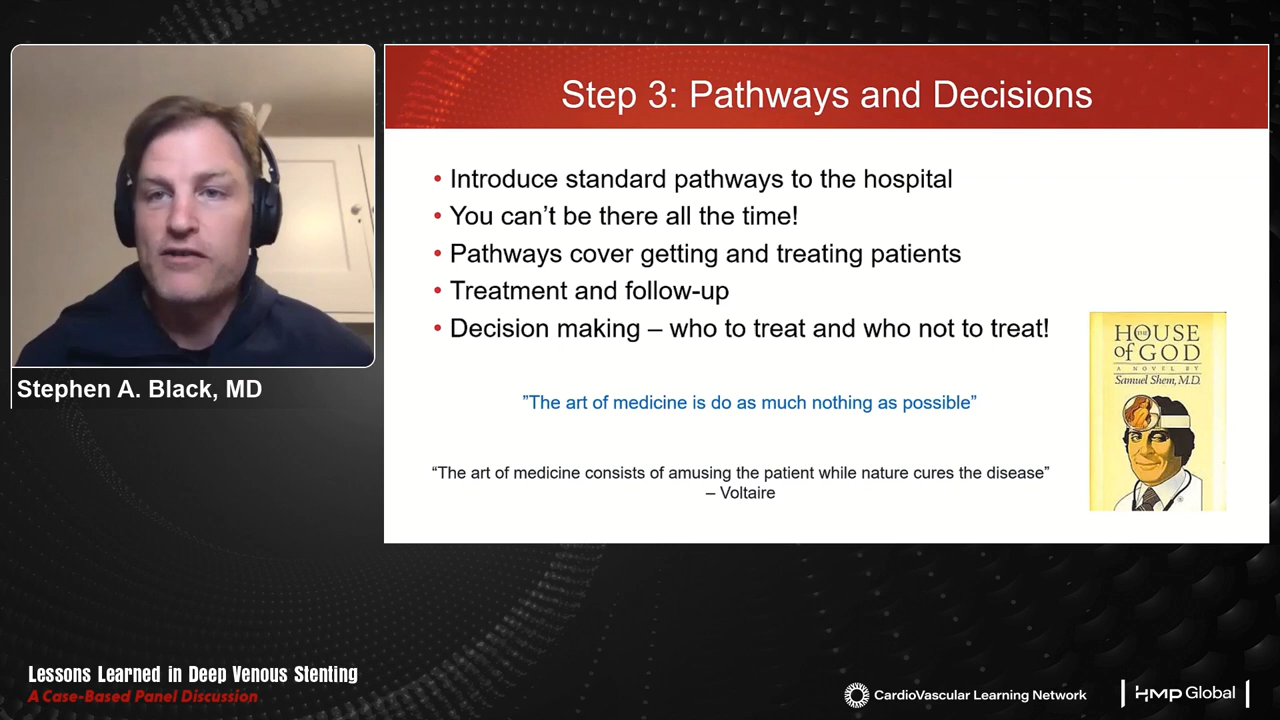 Step 3: Pathways and Decisions
• Introduce standard pathways to the hospital
• You can’t be there all the time!
• Pathways cover getting and treating patients
• Treatment and follow-up
• Decision making – who to treat and who not to treat!
”The art of medicine is do as much nothing as possible”
“The art of medicine consists of amusing the patient while nature cures the disease”
– Voltaire
THE
HOUSE
of GOD
A NOVEL BY
Samuel Shem, M.D.
Stephen A. Black, MD
Lessons Learned in Deep Venous Stenting
A Case-Based Panel Discussion
CardioVascular Learning Network
HMP Global